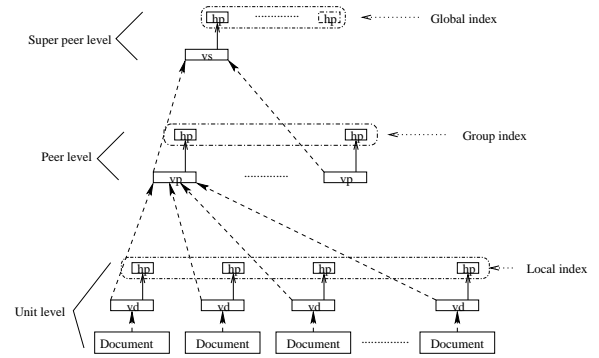 hp hp Global index
Super peer level
vs
hp hp Group index
Peer level
vp vp
hp hp hp hp Local index
Unit level
vd vd vd vd
Document Document Document Document